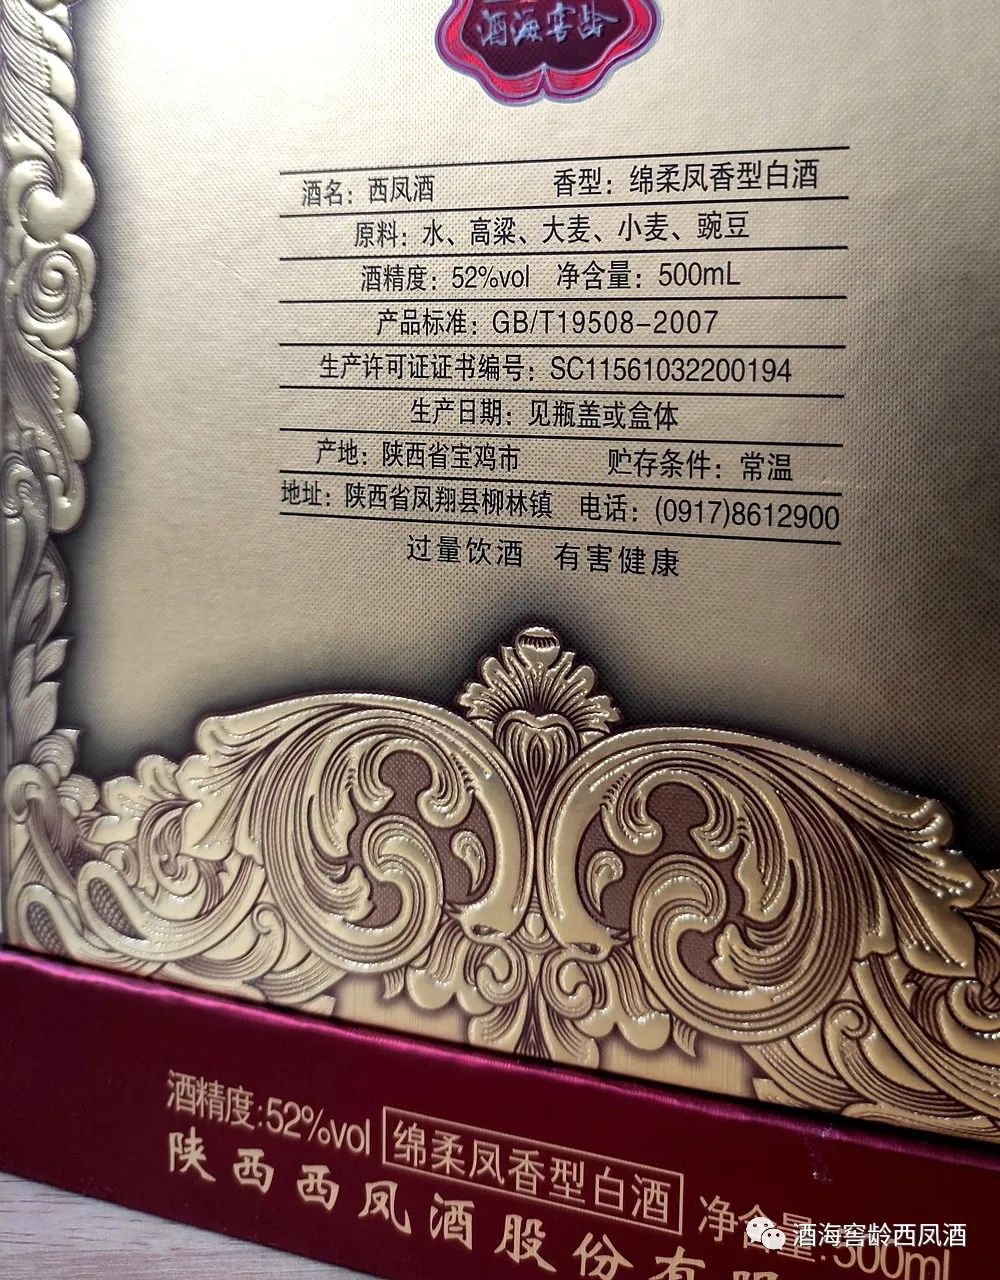 酒海窖龄
酒名：西凤酒 香型：绵柔凤香型白酒
原料：水、高粱、大麦、小麦、豌豆
酒精度：52%vol 净含量：500mL
产品标准：GB/T19508-2007
生产许可证证书编号：SC11561032200194
生产日期：见瓶盖或盒体
产地：陕西省宝鸡市 贮存条件：常温
地址：陕西省凤翔县柳林镇 电话：(0917)8612900
过量饮酒 有害健康
酒精度:52%vol 绵柔凤香型白酒 净含量:500mL
陕西西凤酒股份有限
酒海窖龄西凤酒